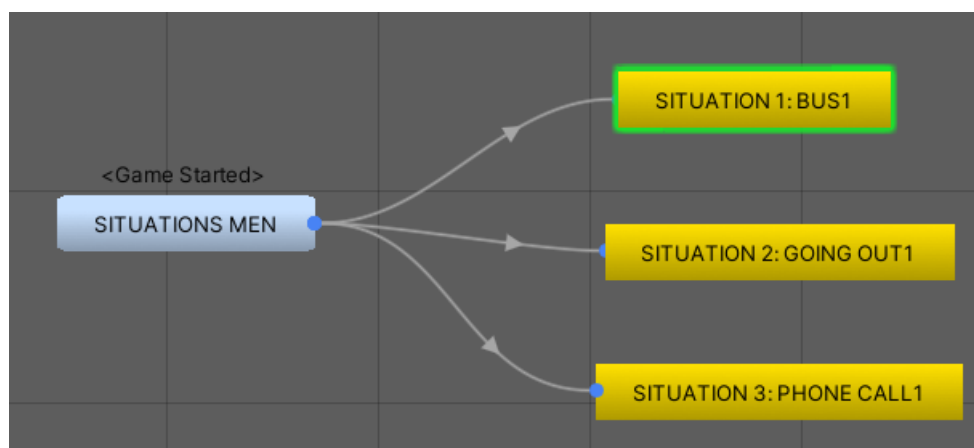 <Game Started>
SITUATIONS MEN
SITUATION 1: BUS1
SITUATION 2: GOING OUT1
SITUATION 3: PHONE CALL1